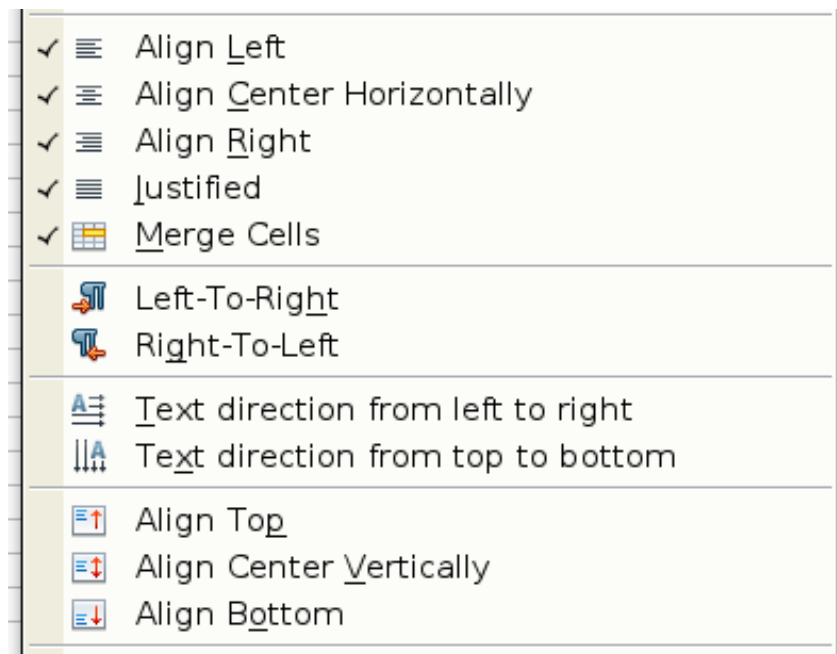 Align Left
Align Center Horizontally
Align Right
Justified
Merge Cells
Left-To-Right
Right-To-Left
Text direction from left to right
Text direction from top to bottom
Align Top
Align Center Vertically
Align Bottom